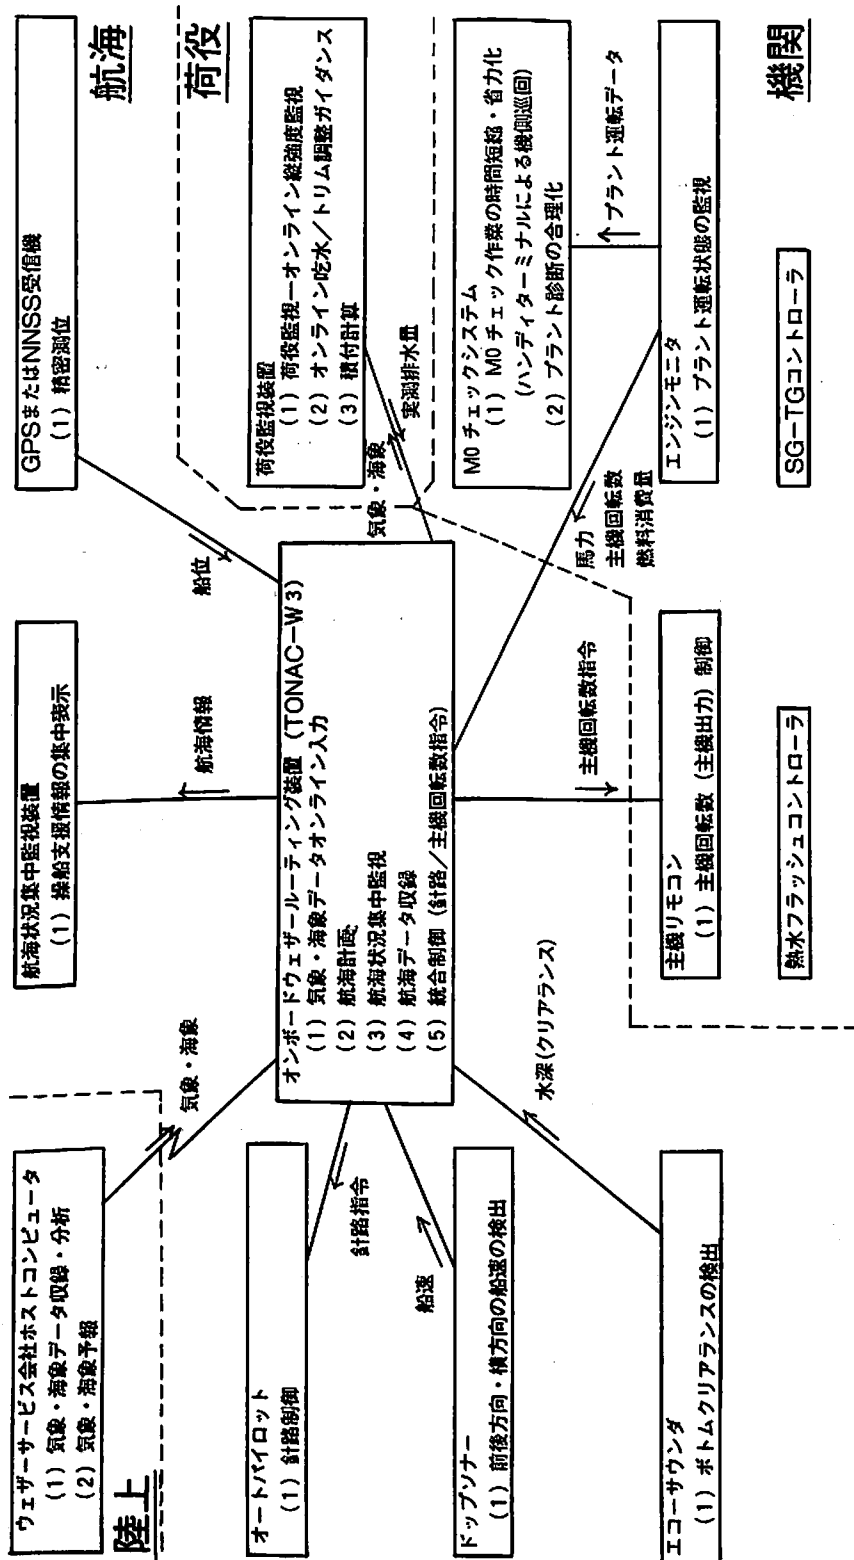 陸上
ウェザーサービス会社ホストコンピュータ
(1) 気象・海象データ収録・分析
(2) 気象・海象予報
気象・海象
航海状況集中監視装置
(1) 操船支援情報の集中表示
航海情報
GPSまたはNNSS受信機
(1) 精密測位
船位
航海
荷役
オートパイロット
(1) 針路制御
針路指令
オンボードウェザールーティング装置 (TONAC-W3)
(1) 気象・海象データオンライン入力
(2) 航海計画
(3) 航海状況集中監視
(4) 航海データ収録
(5) 統合制御 (針路/主機回転数指令)
荷役監視装置
(1) 荷役監視-オンライン縦強度監視
(2) オンライン吃水/トリム調整ガイダンス
(3) 積付計算
気象・海象
実測排水量
ドップソナー
(1) 前後方向・横方向の船速の検出
船速
M0チェックシステム
(1) M0チェック作業の時間短縮・省力化
(ハンディターミナルによる機側巡回)
(2) プラント診断の合理化
プラント運転データ
エコーサウンダ
(1) ボトムクリアランスの検出
水深(クリアランス)
主機リモコン
(1) 主機回転数 (主機出力) 制御
主機回転数指令
馬力
主機回転数
燃料消費量
エンジンモニタ
(1) プラント運転状態の監視
機関
熱水フラッシュコントローラ
SG-TGコントローラ